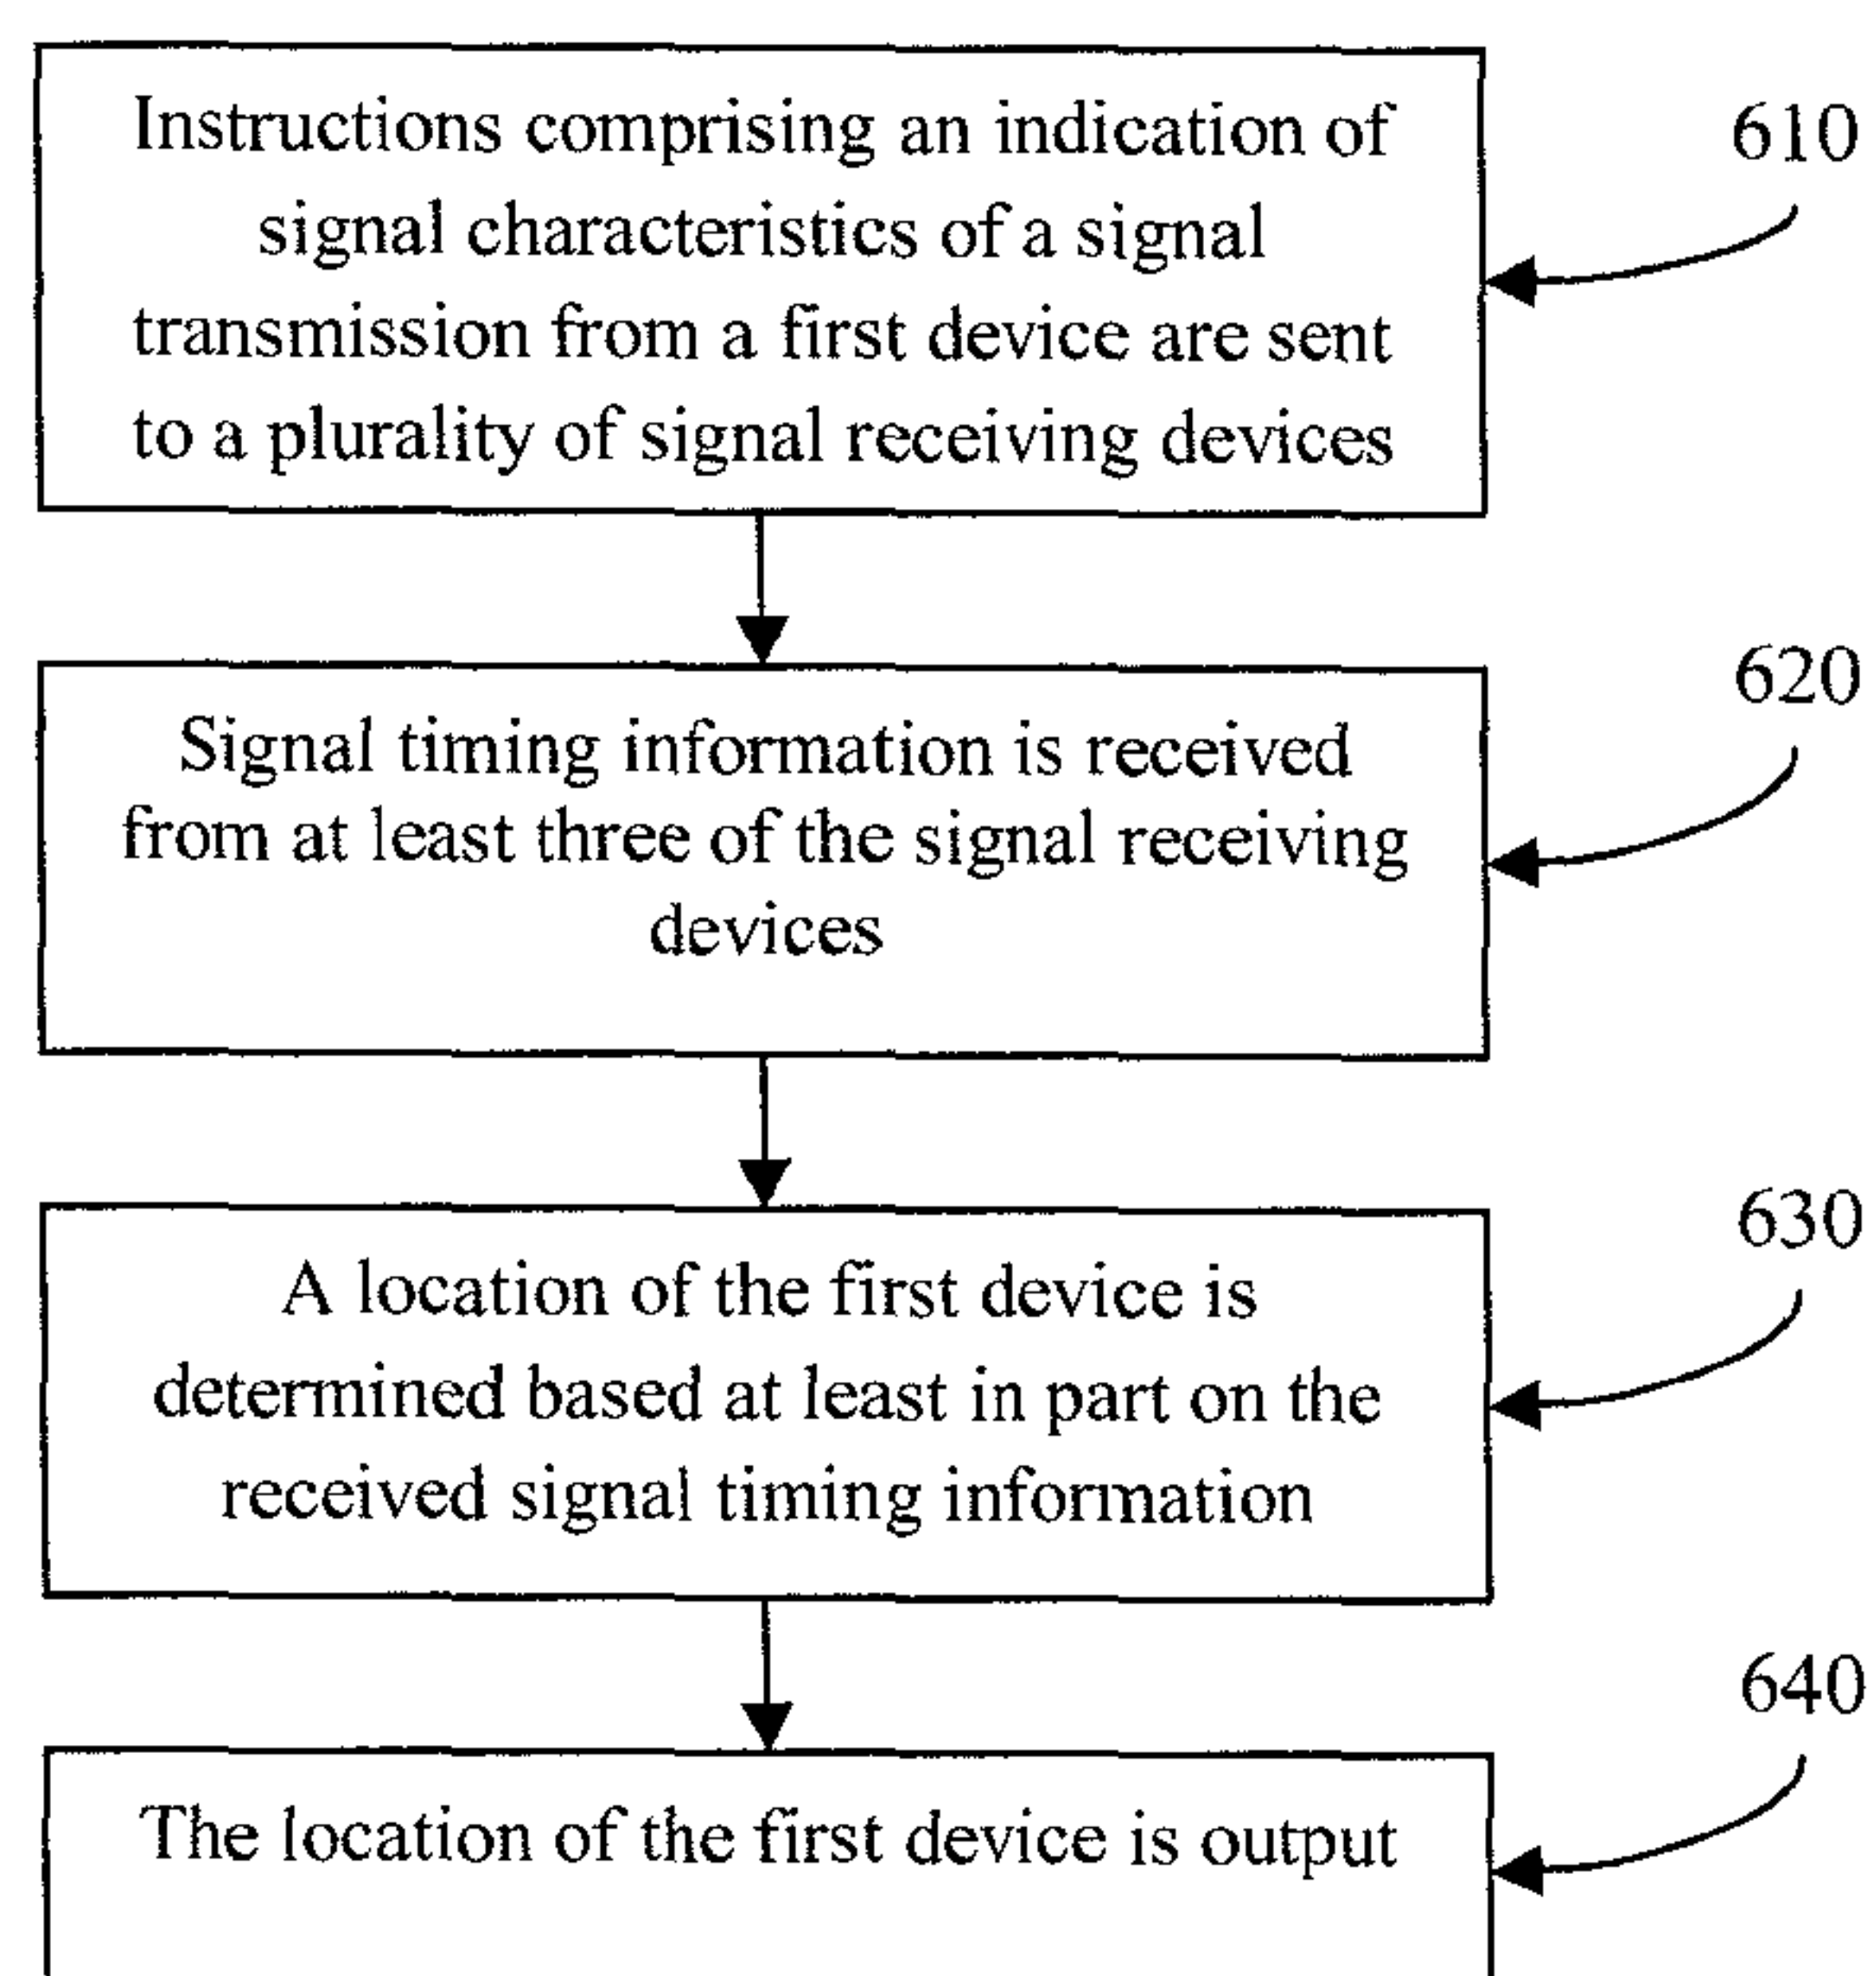 Instructions comprising an indication of
signal characteristics of a signal
transmission from a first device are sent
to a plurality of signal receiving devices
610
Signal timing information is received
from at least three of the signal receiving
devices
620
A location of the first device is
determined based at least in part on the
received signal timing information
630
The location of the first device is output
640